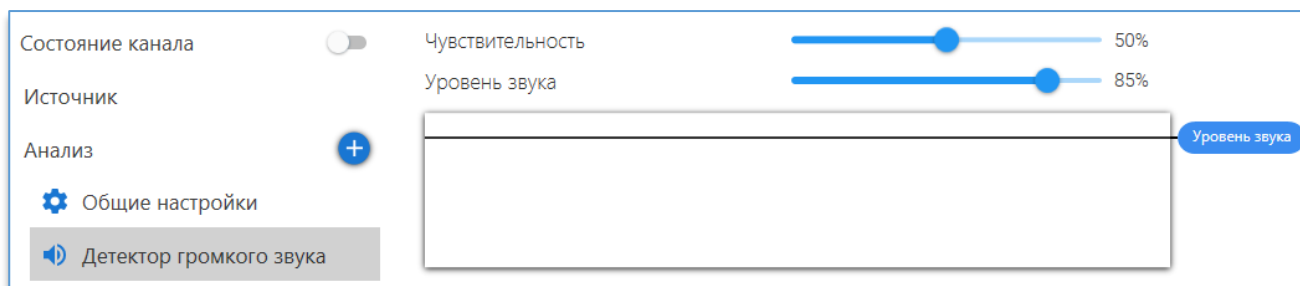 Состояние канала
Источник
Анализ
Общие настройки
Детектор громкого звука
Чувствительность 50%
Уровень звука 85%
Уровень звука